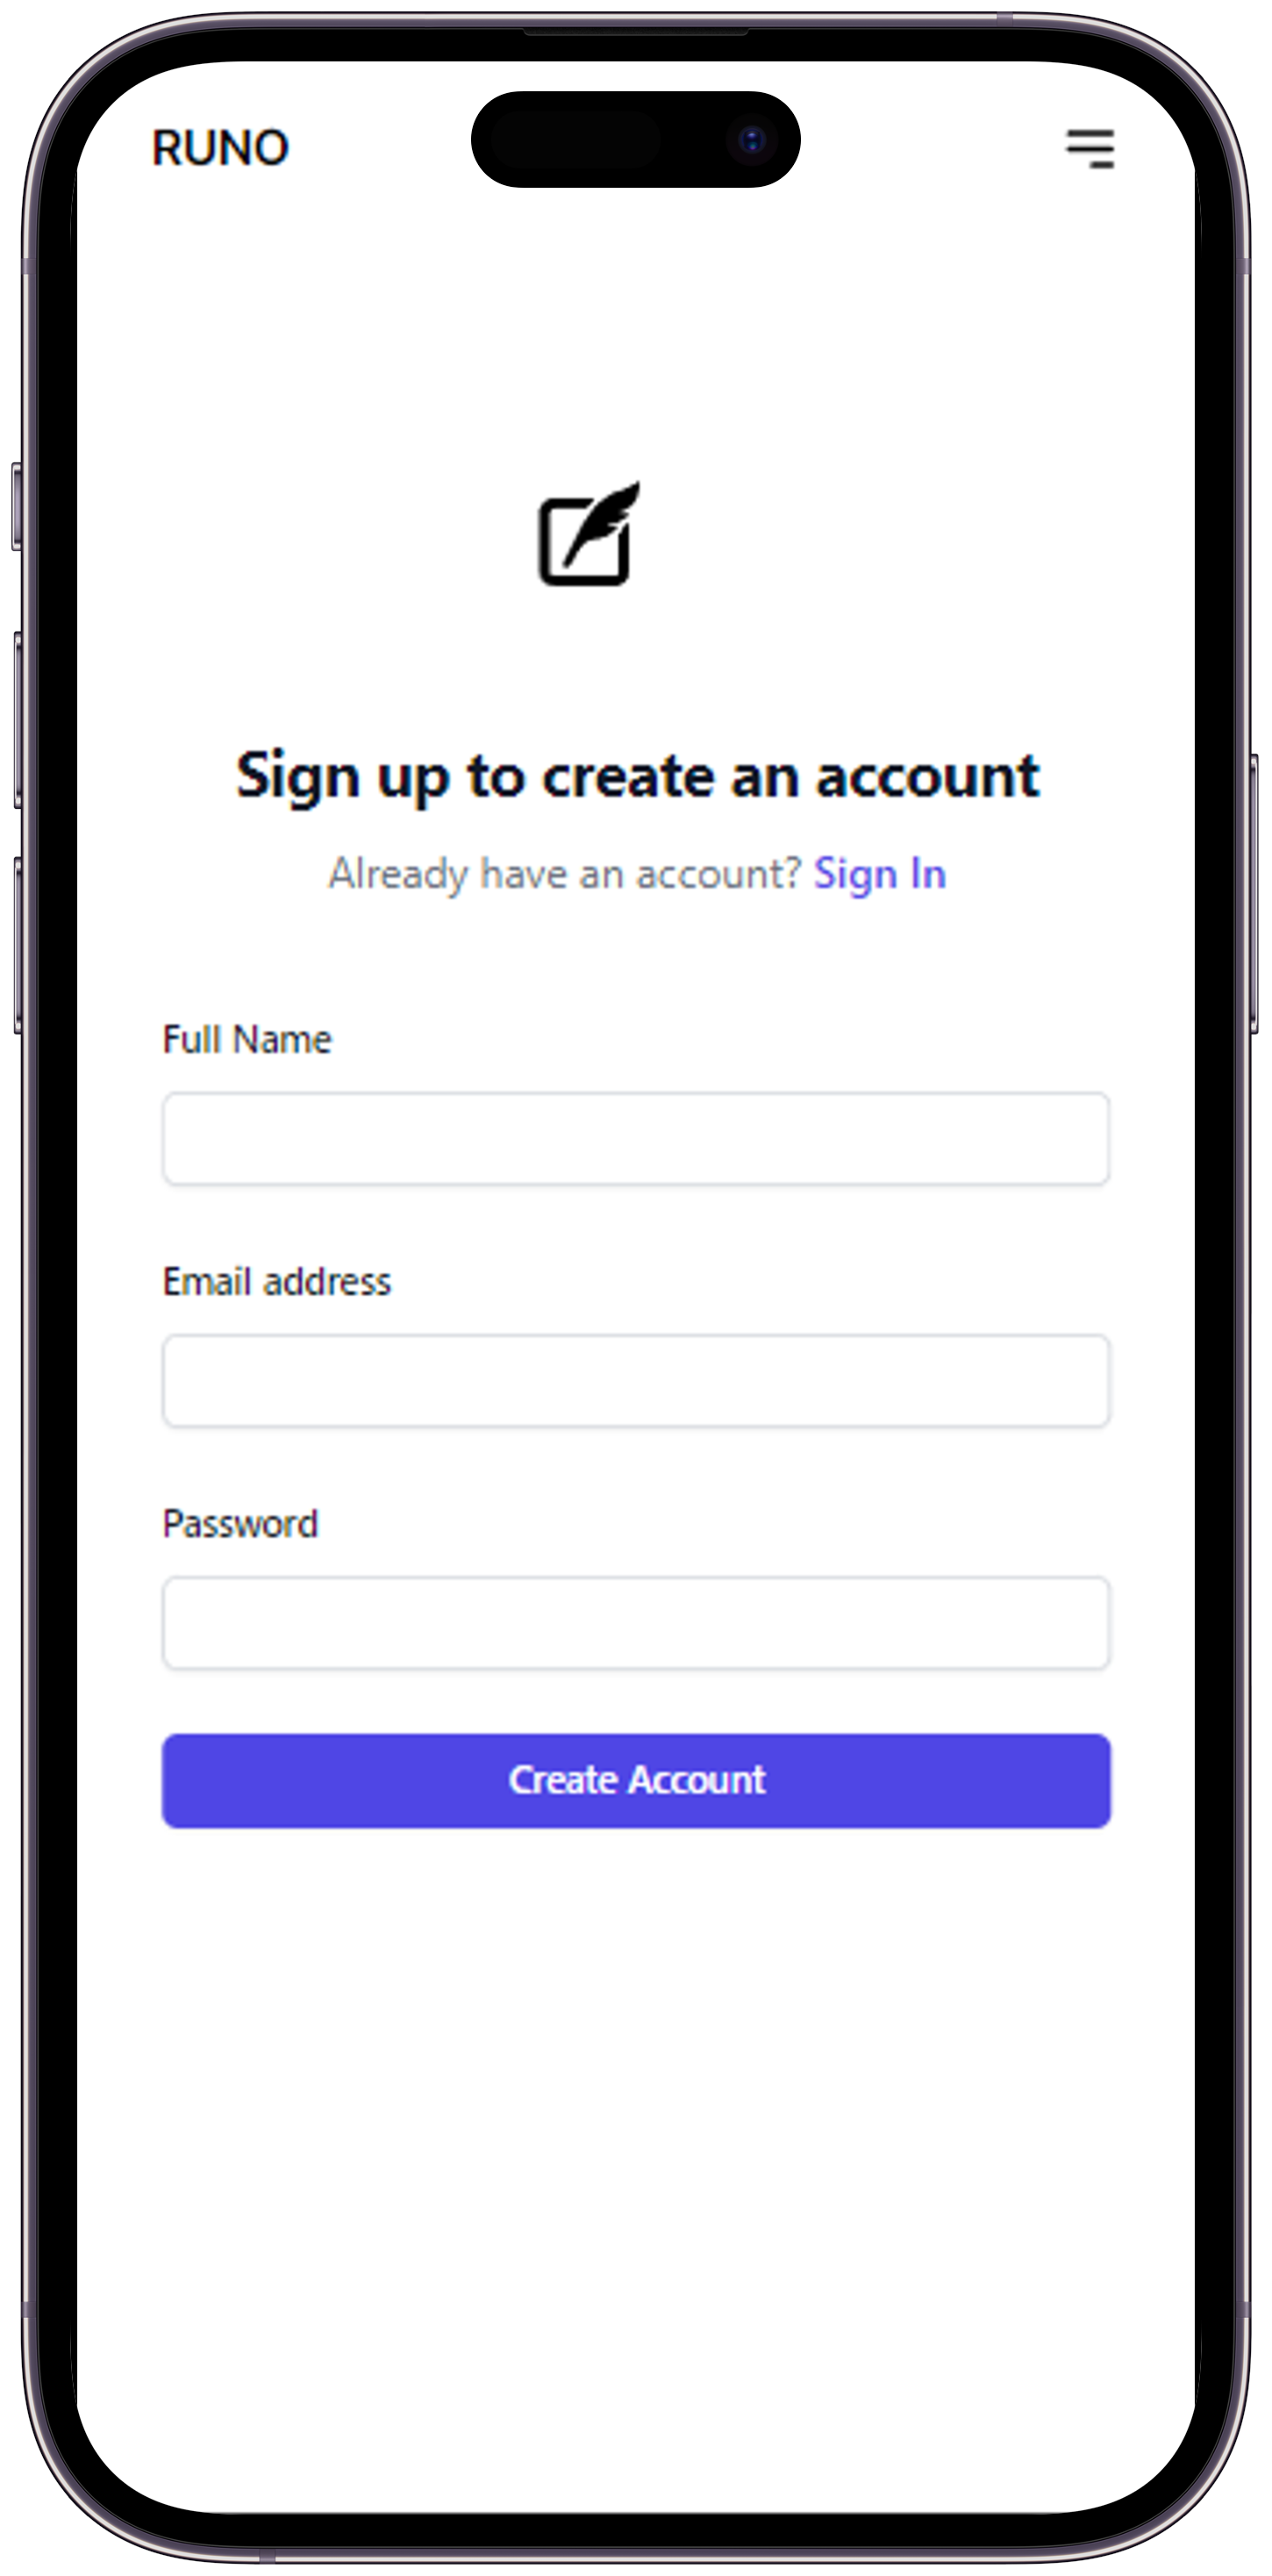 RUNO
Sign up to create an account
Already have an account? Sign In
Full Name
Email address
Password
Create Account